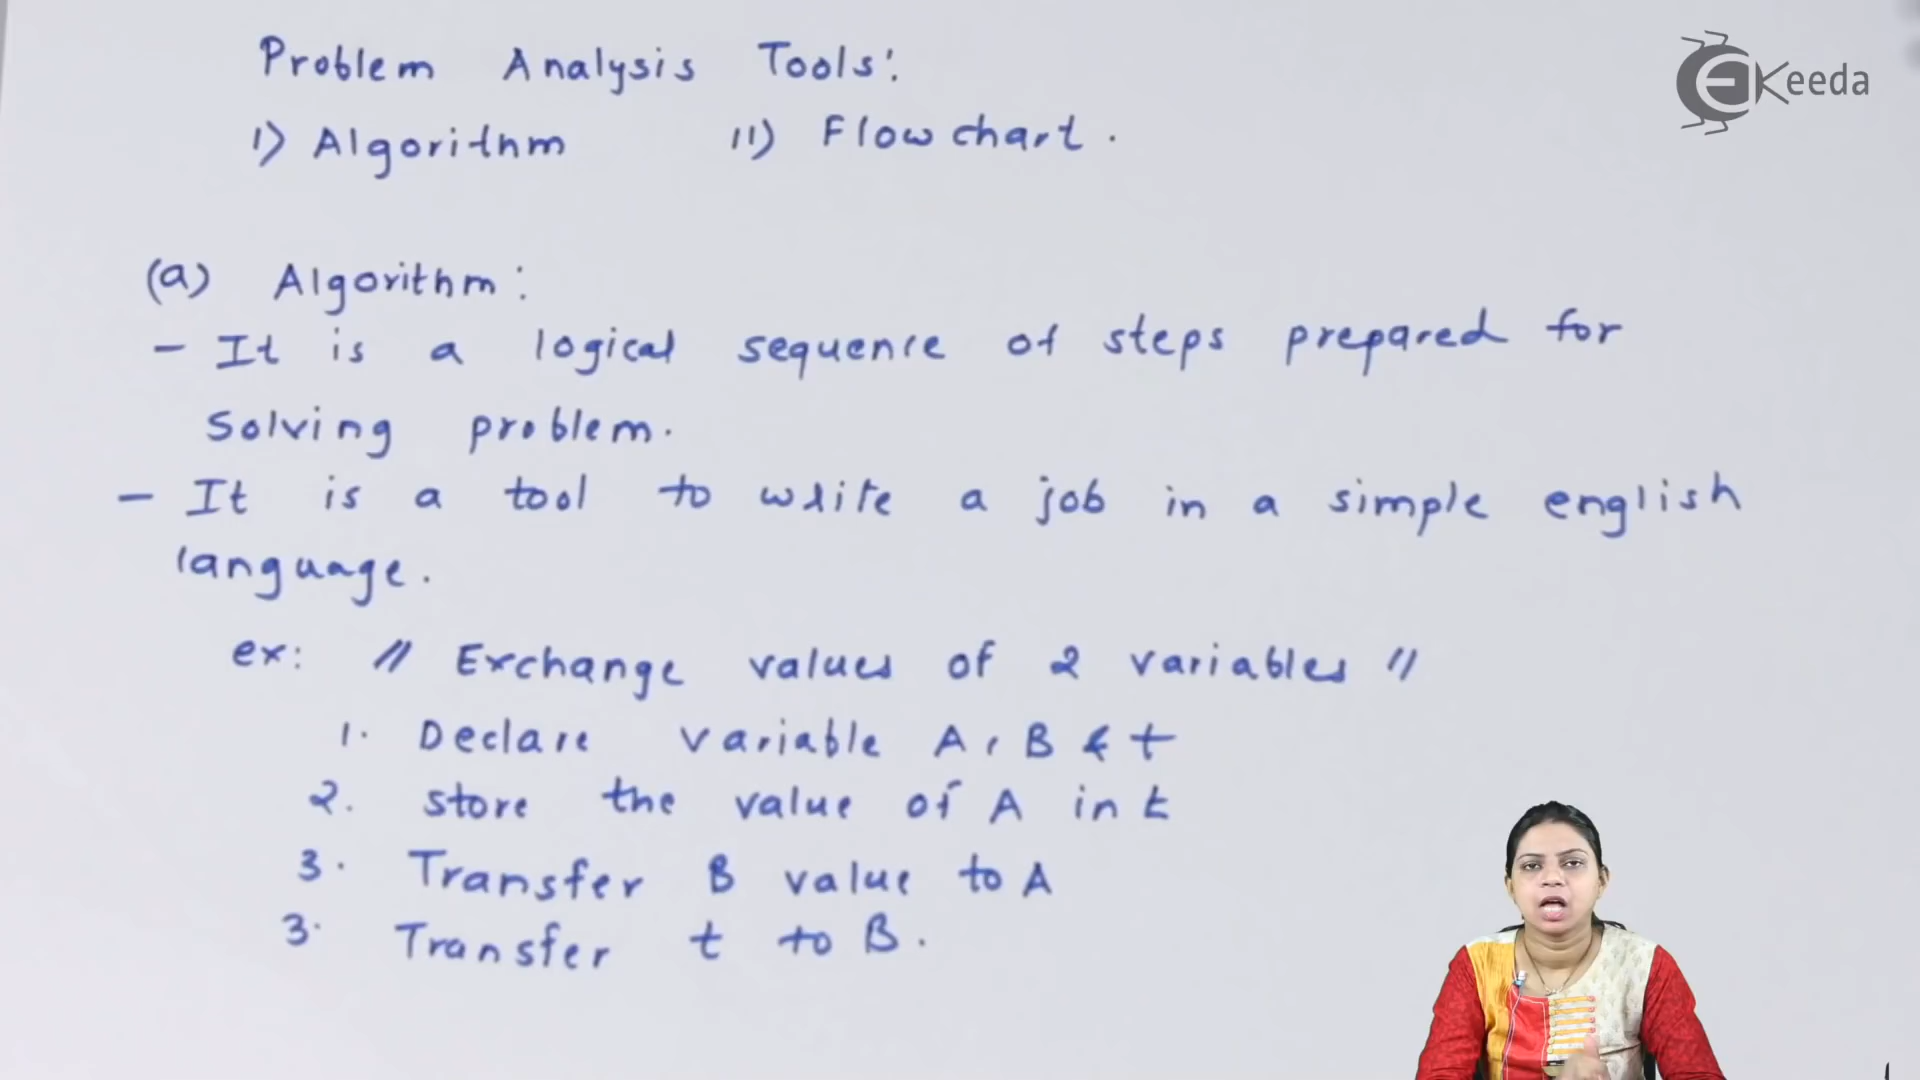 Problem Analysis Tools:
EKeeda
i) Algorithm ii) Flow chart.
(a) Algorithm:
- It is a logical sequence of steps prepared for
solving problem.
- It is a tool to write a job in a simple english
language.
ex: " Exchange values of 2 variables "
1. Declare variable A, B & t
2. store the value of A in t
3. Transfer B value to A
3. Transfer t to B.